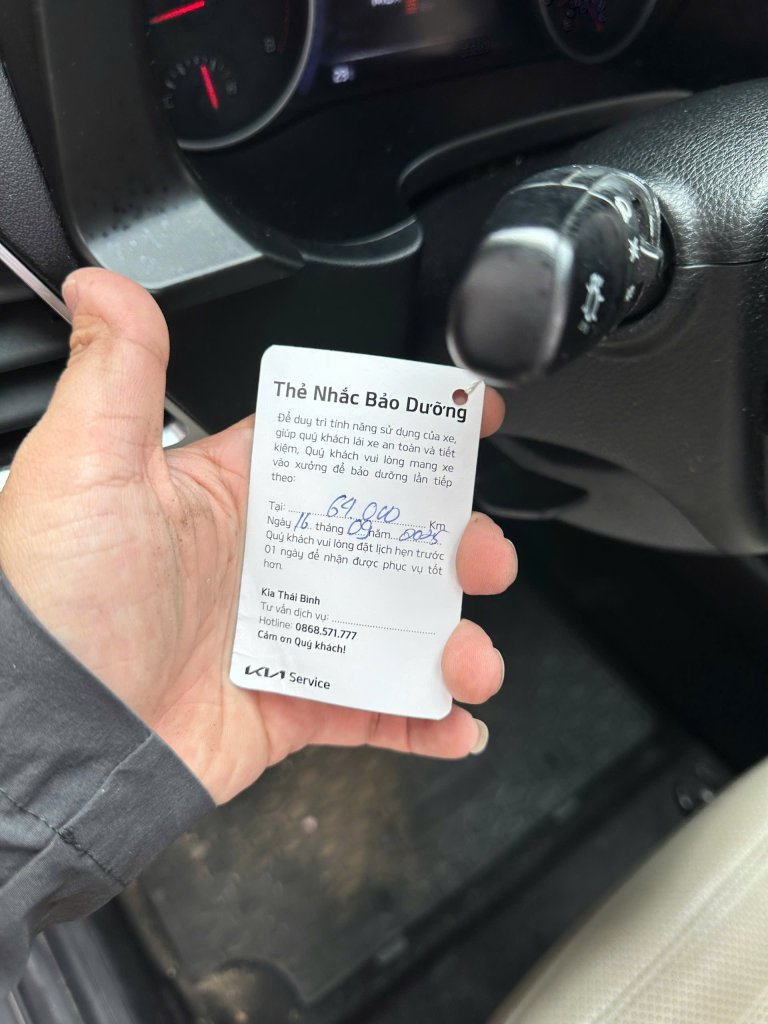 Thẻ Nhắc Bảo Dưỡng
Để duy trì tính năng sử dụng của xe,
giúp quý khách lái xe an toàn và tiết
kiệm, Quý khách vui lòng mang xe
vào xưởng để bảo dưỡng lần tiếp
theo:
Tại: 64.000 Km
Ngày 16 tháng 09 năm
Quý khách vui lòng đặt lịch hẹn trước
01 ngày để nhận được phục vụ tốt
hơn.
Kia Thái Bình
Tư vấn dịch vụ:
Hotline: 0868.571.777
Cảm ơn Quý khách!
KIA Service